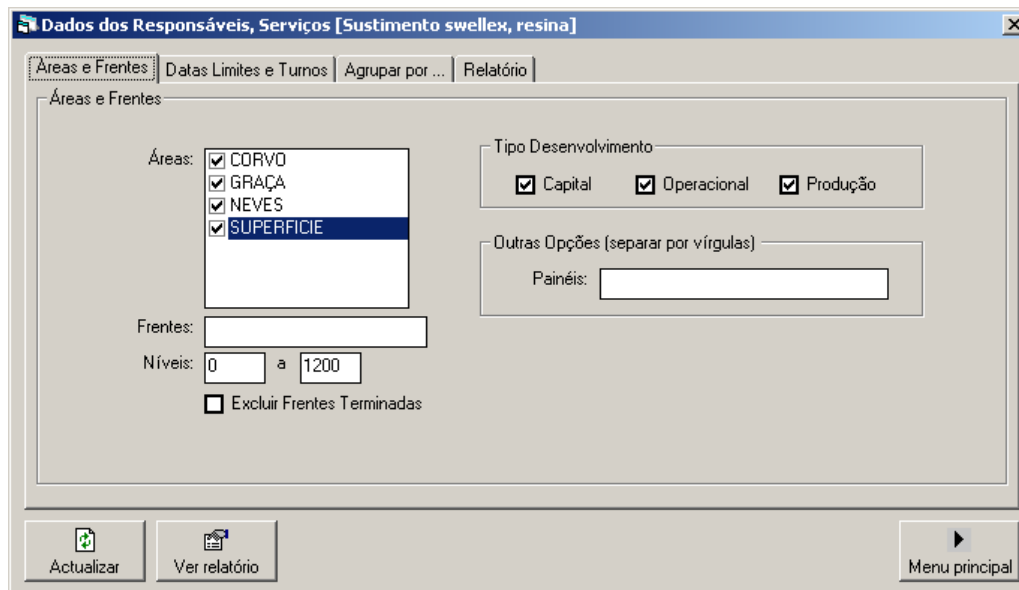 Dados dos Responsáveis, Serviços [Sustimento swellex, resina]
Áreas e Frentes Datas Limites e Turnos Agrupar por ... Relatório
Áreas e Frentes
Áreas:
CORVO
GRAÇA
NEVES
SUPERFICIE
Frentes:
Níveis: 0 a 1200
Excluir Frentes Terminadas
Tipo Desenvolvimento
Capital Operacional Produção
Outras Opções (separar por vírgulas)
Painéis:
Actualizar Ver relatório Menu principal